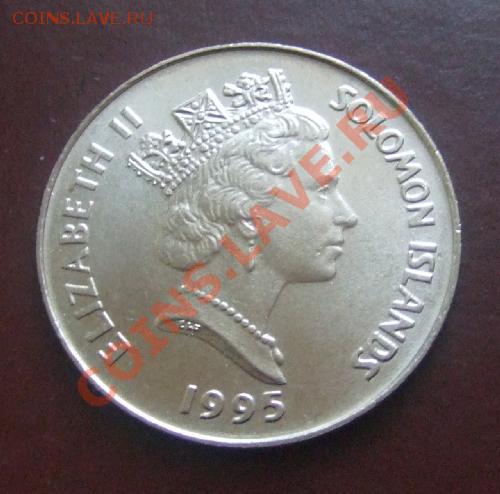 COINS.LAVE.RU
ELIZABETH II
SOLOMON ISLANDS
1995
COINS.LAVE.RU